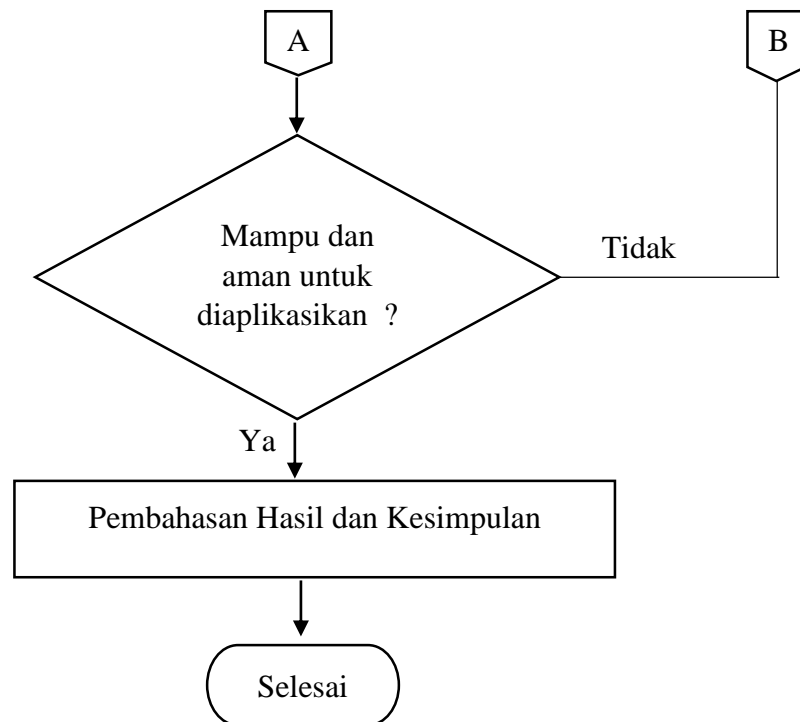 A
B
Mampu dan
aman untuk
diaplikasikan ?
Tidak
Ya
Pembahasan Hasil dan Kesimpulan
Selesai